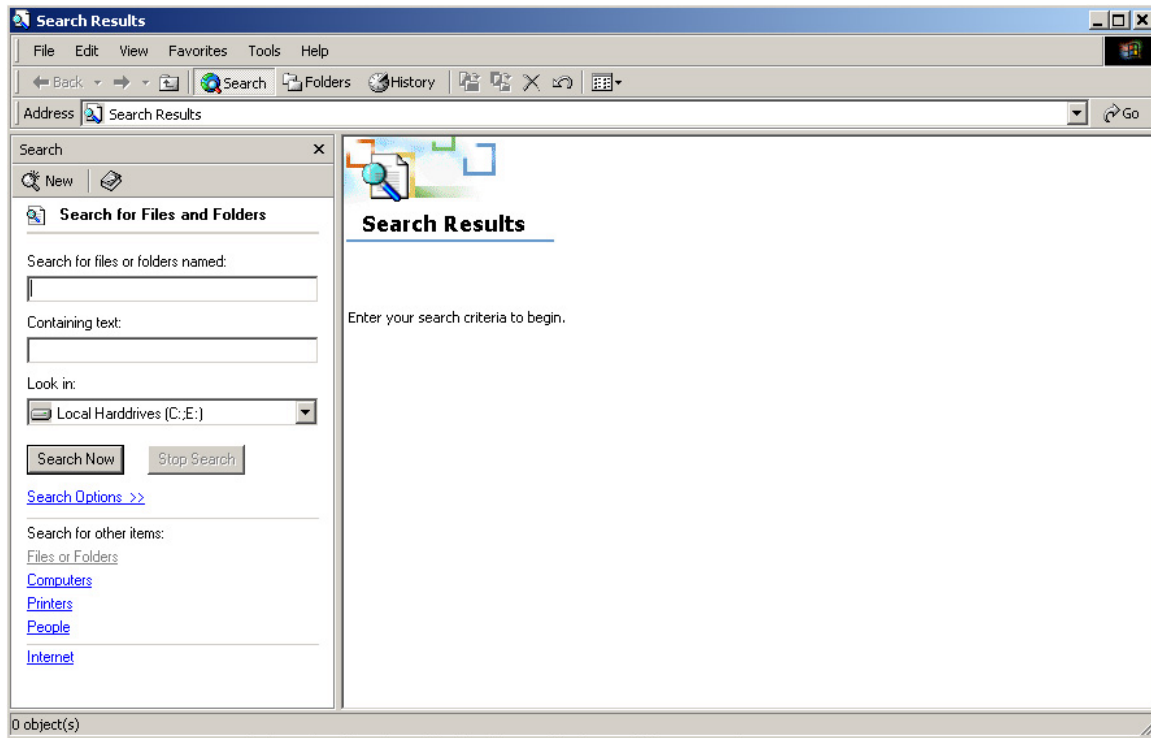 Search Results
File Edit View Favorites Tools Help
Back Search Folders History
Address Search Results Go
Search
New
Search for Files and Folders
Search for files or folders named:
Containing text:
Look in:
Local Harddrives (C:;E:)
Search Now Stop Search
Search Options >>
Search for other items:
Files or Folders
Computers
Printers
People
Internet
Search Results
Enter your search criteria to begin.
0 object(s)